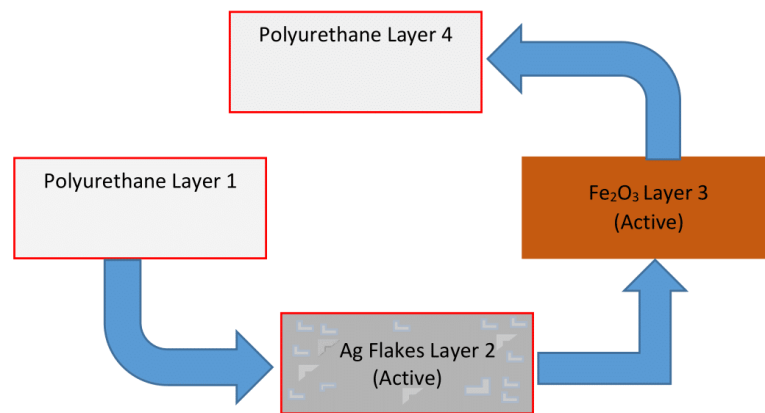 Polyurethane Layer 4
Polyurethane Layer 1
Fe₂O₃ Layer 3
(Active)
Ag Flakes Layer 2
(Active)